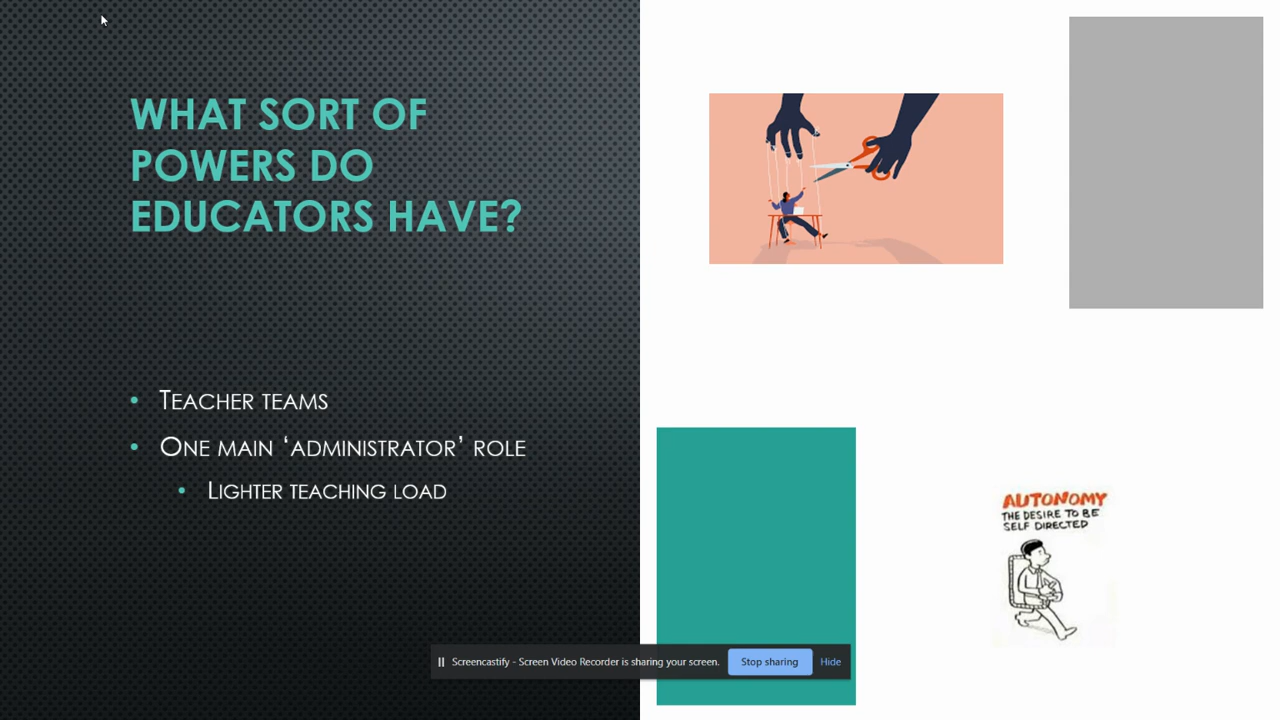 WHAT SORT OF
POWERS DO
EDUCATORS HAVE?
• TEACHER TEAMS
• ONE MAIN ‘ADMINISTRATOR’ ROLE
• LIGHTER TEACHING LOAD
AUTONOMY
THE DESIRE TO BE
SELF DIRECTED
Screencastify - Screen Video Recorder is sharing your screen.
Stop sharing
Hide